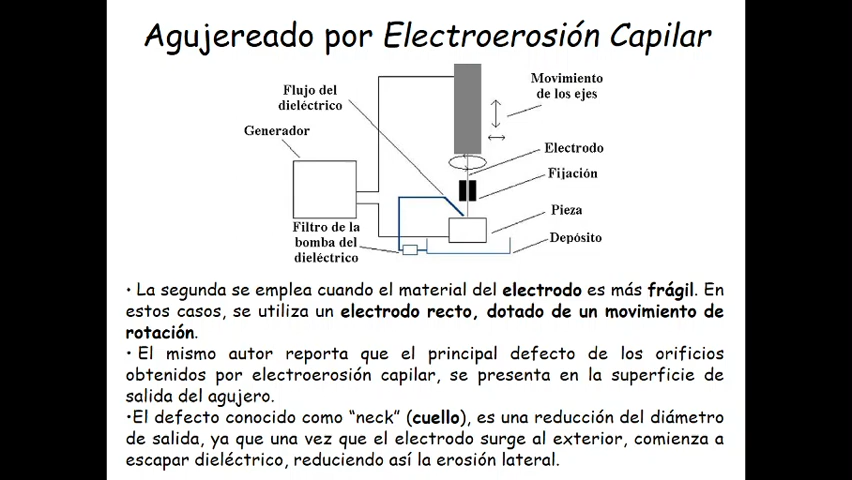 Agujereado por Electroerosión Capilar
Movimiento
de los ejes
Flujo del
dieléctrico
Generador
Electrodo
Fijación
Pieza
Filtro de la
bomba del
dieléctrico
Depósito
• La segunda se emplea cuando el material del electrodo es más frágil. En
estos casos, se utiliza un electrodo recto, dotado de un movimiento de
rotación.
• El mismo autor reporta que el principal defecto de los orificios
obtenidos por electroerosión capilar, se presenta en la superficie de
salida del agujero.
•El defecto conocido como “neck” (cuello), es una reducción del diámetro
de salida, ya que una vez que el electrodo surge al exterior, comienza a
escapar dieléctrico, reduciendo así la erosión lateral.